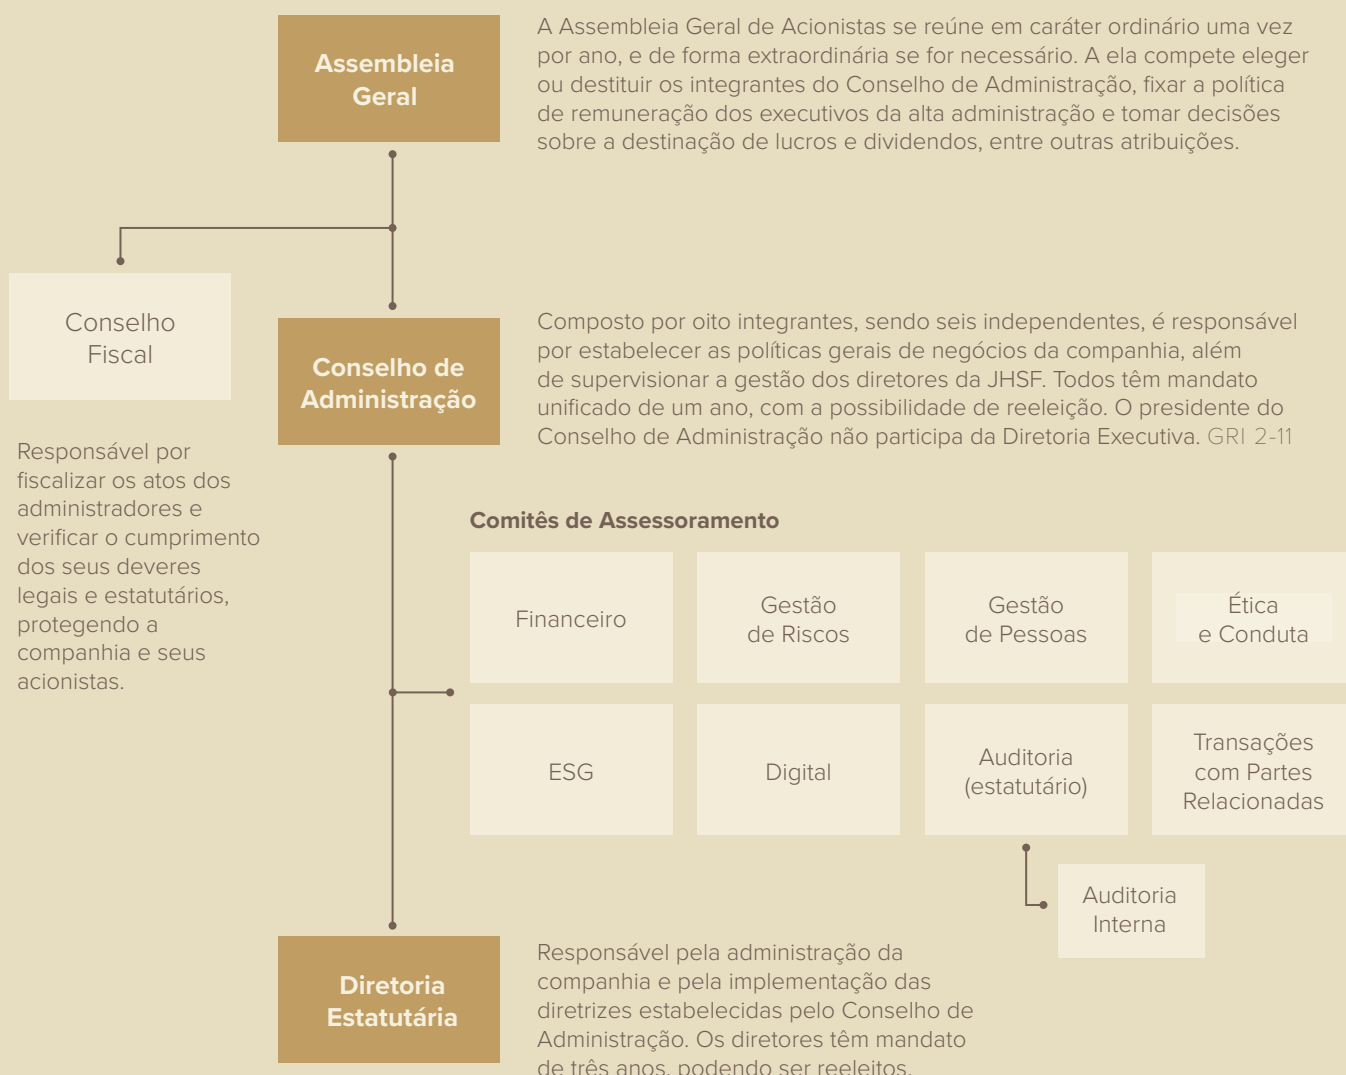 Assembleia
Geral
A Assembleia Geral de Acionistas se reúne em caráter ordinário uma vez
por ano, e de forma extraordinária se for necessário. A ela compete eleger
ou destituir os integrantes do Conselho de Administração, fixar a política
de remuneração dos executivos da alta administração e tomar decisões
sobre a destinação de lucros e dividendos, entre outras atribuições.
Conselho
Fiscal
Responsável por
fiscalizar os atos dos
administradores e
verificar o cumprimento
dos seus deveres
legais e estatutários,
protegendo a
companhia e seus
acionistas.
Conselho de
Administração
Composto por oito integrantes, sendo seis independentes, é responsável
por estabelecer as políticas gerais de negócios da companhia, além
de supervisionar a gestão dos diretores da JHSF. Todos têm mandato
unificado de um ano, com a possibilidade de reeleição. O presidente do
Conselho de Administração não participa da Diretoria Executiva. GRI 2-11
Comitês de Assessoramento
Financeiro
Gestão
de Riscos
Gestão
de Pessoas
Ética
e Conduta
ESG
Digital
Auditoria
(estatutário)
Transações
com Partes
Relacionadas
Auditoria
Interna
Diretoria
Estatutária
Responsável pela administração da
companhia e pela implementação das
diretrizes estabelecidas pelo Conselho de
Administração. Os diretores têm mandato
de três anos, podendo ser reeleitos.